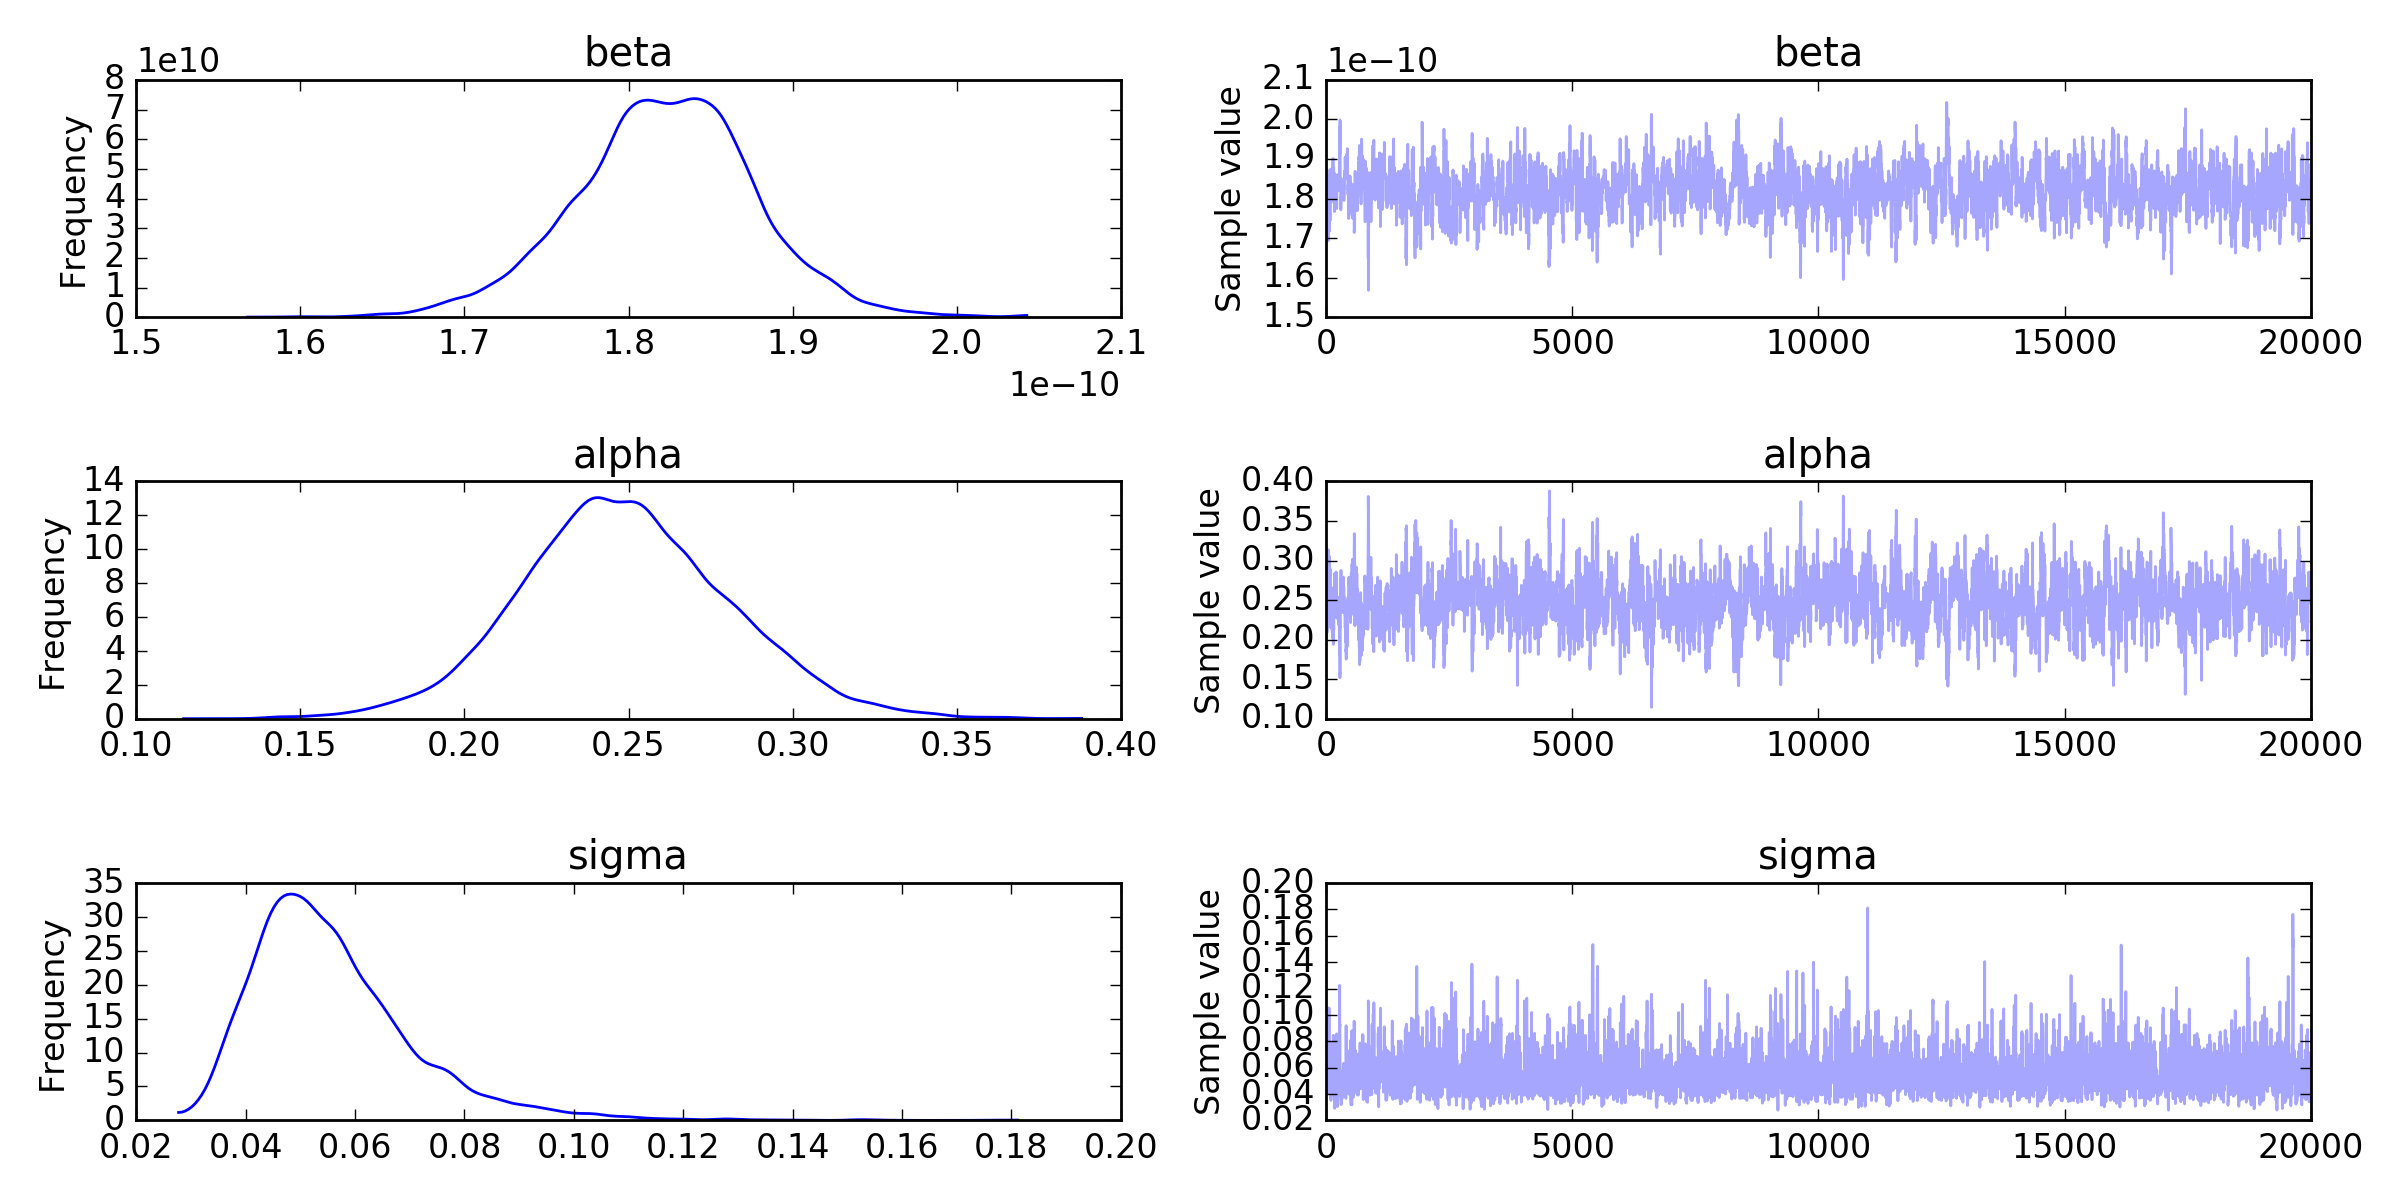 beta
1e10
8
7
6
5
4
3
2
1
0
Frequency
1.5 1.6 1.7 1.8 1.9 2.0 2.1
1e−10
beta
1e−10
2.1
2.0
1.9
1.8
1.7
1.6
1.5
Sample value
0 5000 10000 15000 20000
alpha
14
12
10
8
6
4
2
0
Frequency
0.10 0.15 0.20 0.25 0.30 0.35 0.40
alpha
0.40
0.35
0.30
0.25
0.20
0.15
0.10
Sample value
0 5000 10000 15000 20000
sigma
35
30
25
20
15
10
5
0
Frequency
0.02 0.04 0.06 0.08 0.10 0.12 0.14 0.16 0.18 0.20
sigma
0.20
0.18
0.16
0.14
0.12
0.10
0.08
0.06
0.04
0.02
Sample value
0 5000 10000 15000 20000